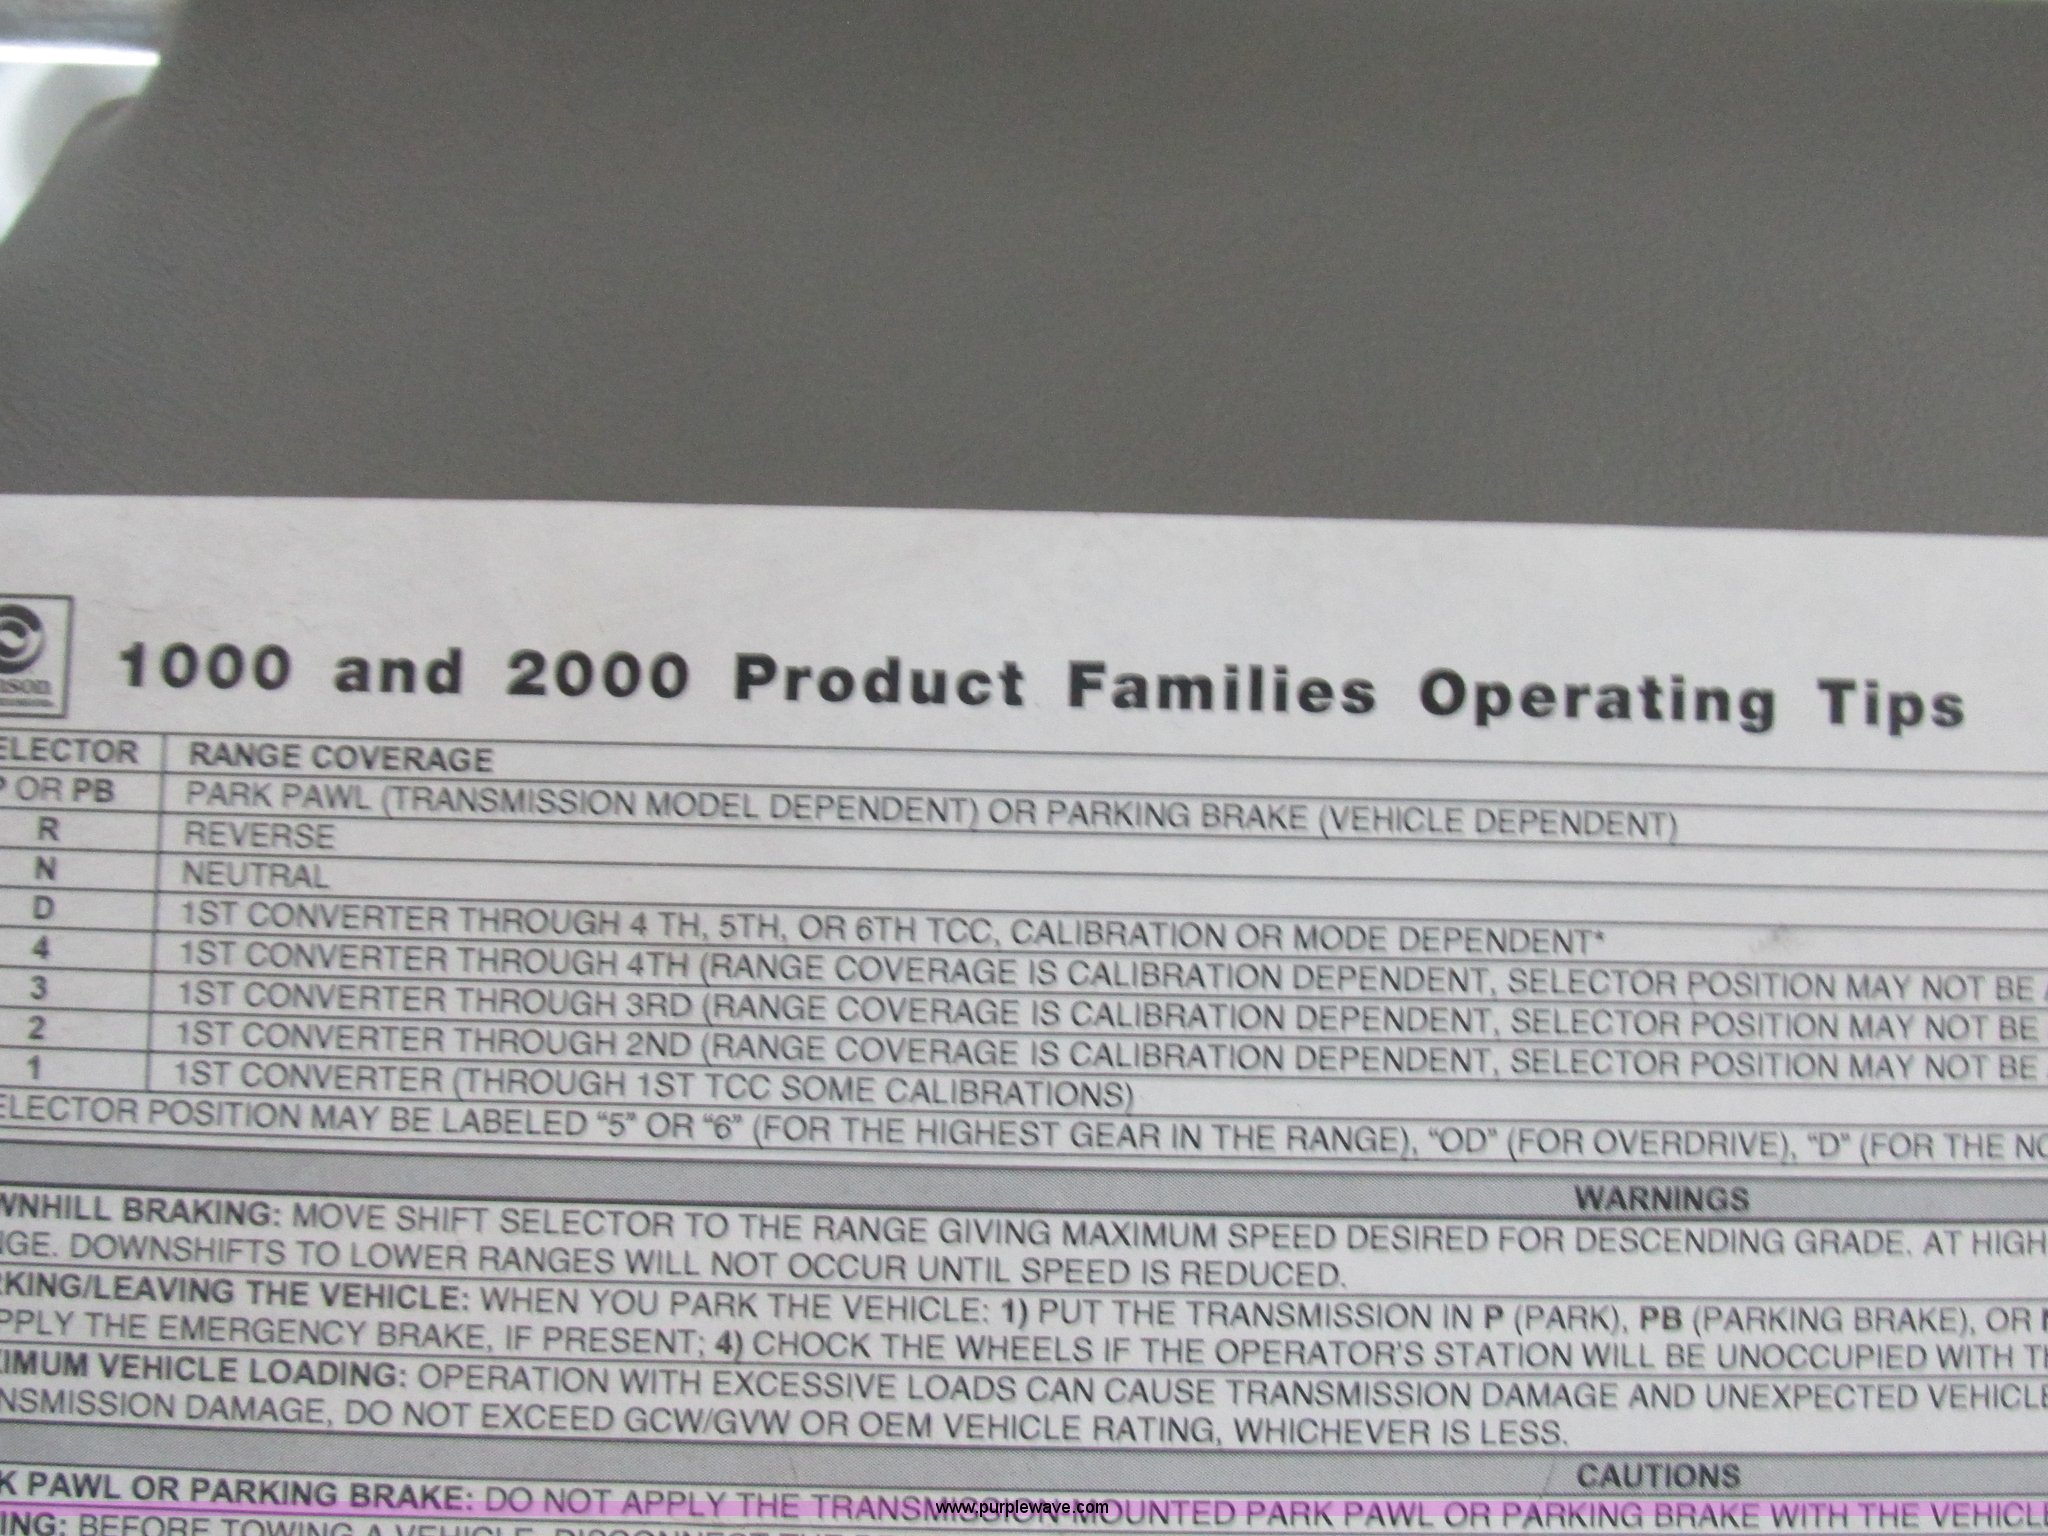 1000 and 2000 Product Families Operating Tips
RANGE COVERAGE
OR PB PARK PAWL (TRANSMISSION MODEL DEPENDENT) OR PARKING BRAKE (VEHICLE DEPENDENT)
R REVERSE
N NEUTRAL
D 1ST CONVERTER THROUGH 4 TH, 5TH, OR 6TH TCC, CALIBRATION OR MODE DEPENDENT*
4 1ST CONVERTER THROUGH 4TH (RANGE COVERAGE IS CALIBRATION DEPENDENT, SELECTOR POSITION MAY NOT BE
3 1ST CONVERTER THROUGH 3RD (RANGE COVERAGE IS CALIBRATION DEPENDENT, SELECTOR POSITION MAY NOT BE
2 1ST CONVERTER THROUGH 2ND (RANGE COVERAGE IS CALIBRATION DEPENDENT, SELECTOR POSITION MAY NOT BE
1 1ST CONVERTER (THROUGH 1ST TCC SOME CALIBRATIONS)
ELECTOR POSITION MAY BE LABELED “5” OR “6” (FOR THE HIGHEST GEAR IN THE RANGE), “OD” (FOR OVERDRIVE), “D” (FOR THE
WARNINGS
WNHILL BRAKING: MOVE SHIFT SELECTOR TO THE RANGE GIVING MAXIMUM SPEED DESIRED FOR DESCENDING GRADE. AT HIGH
NGE. DOWNSHIFTS TO LOWER RANGES WILL NOT OCCUR UNTIL SPEED IS REDUCED.
RKING/LEAVING THE VEHICLE: WHEN YOU PARK THE VEHICLE: 1) PUT THE TRANSMISSION IN P (PARK), PB (PARKING BRAKE), OR
PPLY THE EMERGENCY BRAKE, IF PRESENT; 4) CHOCK THE WHEELS IF THE OPERATOR'S STATION WILL BE UNOCCUPIED WITH
XIMUM VEHICLE LOADING: OPERATION WITH EXCESSIVE LOADS CAN CAUSE TRANSMISSION DAMAGE AND UNEXPECTED VEHICLE
NSMISSION DAMAGE, DO NOT EXCEED GCW/GVW OR OEM VEHICLE RATING, WHICHEVER IS LESS.
CAUTIONS
K PAWL OR PARKING BRAKE: DO NOT APPLY THE TRANSMISSION-MOUNTED PARK PAWL OR PARKING BRAKE WITH THE VEHICLE
www.purplewave.com
ING: BEFORE TOWING A VEHICLE, DISCONNECT THE